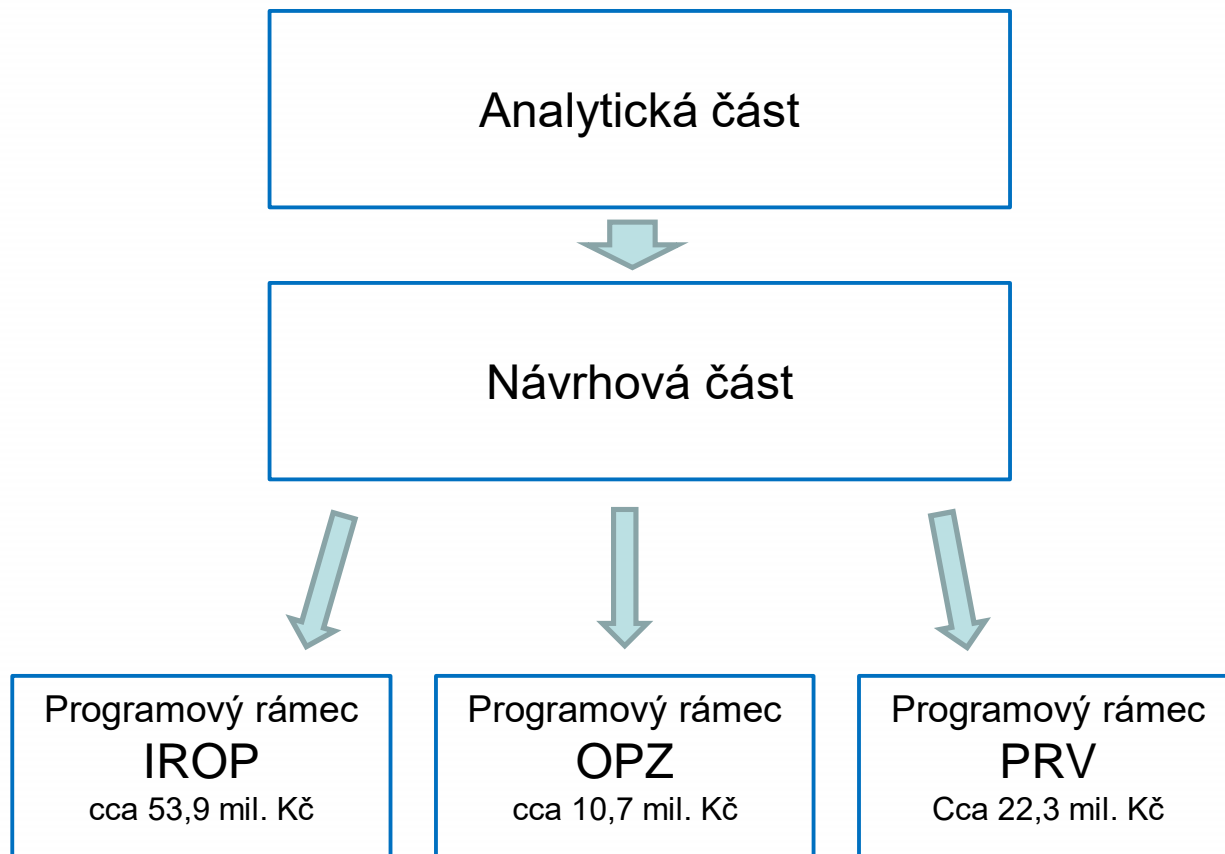 Analytická část
Návrhová část
Programový rámec
IROP
cca 53,9 mil. Kč
Programový rámec
OPZ
cca 10,7 mil. Kč
Programový rámec
PRV
Cca 22,3 mil. Kč